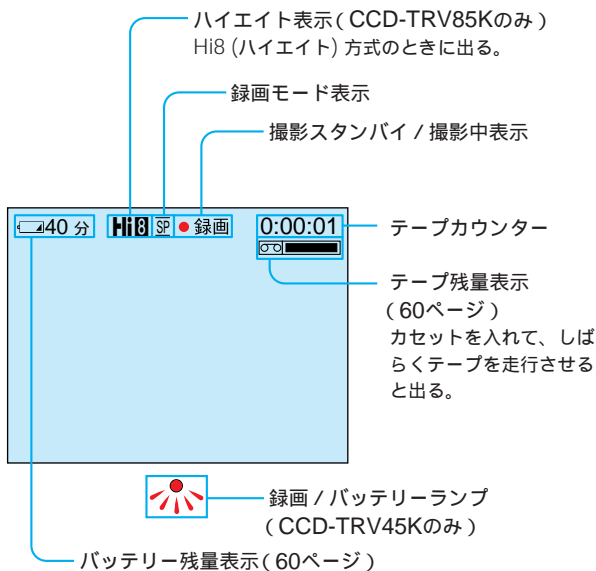 ハイエイト表示（CCD-TRV85Kのみ）
Hi8 (ハイエイト) 方式のときに出る。
録画モード表示
撮影スタンバイ / 撮影中表示
40 分 Hi8 SP ●録画 0:00:01
テープカウンター
テープ残量表示
（60ページ）
カセットを入れて、しば
らくテープを走行させる
と出る。
録画 / バッテリーランプ
（CCD-TRV45Kのみ）
バッテリー残量表示（60ページ）